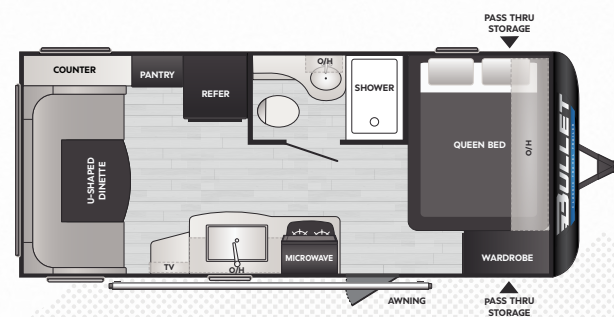 PASS THRU
STORAGE
COUNTER
PANTRY
REFER
O/H
SHOWER
QUEEN BED
O/H
BULLET
U-SHAPED
DINETTE
TV
O/H
MICROWAVE
WARDROBE
AWNING
PASS THRU
STORAGE